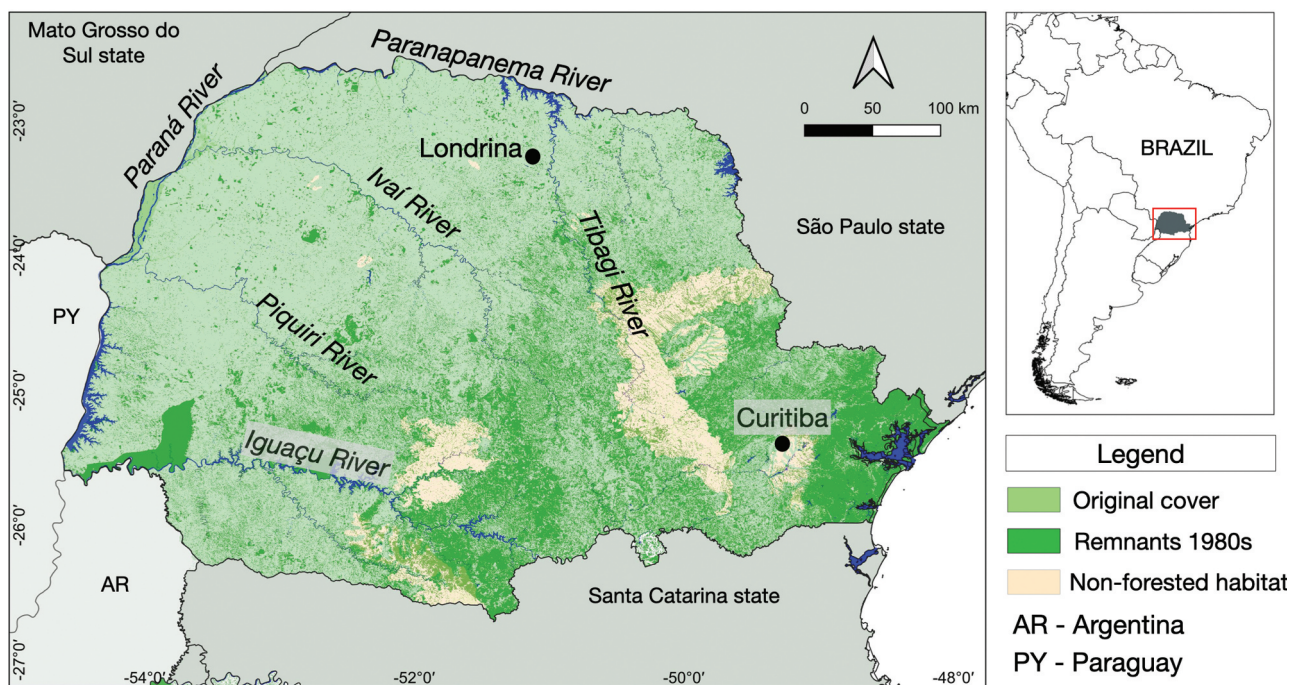 Mato Grosso do
Sul state
Paranapanema River
Paraná River
0 50 100 km
Londrina
Ivaí River
Tibagi River
São Paulo state
BRAZIL
PY
Piquiri River
Curitiba
Iguaçu River
AR
Santa Catarina state
-23°0'
-24°0'
-25°0'
-26°0'
-27°0'
-54°0'
-52°0'
-50°0'
-48°0'
Legend
Original cover
Remnants 1980s
Non-forested habitat
AR - Argentina
PY - Paraguay